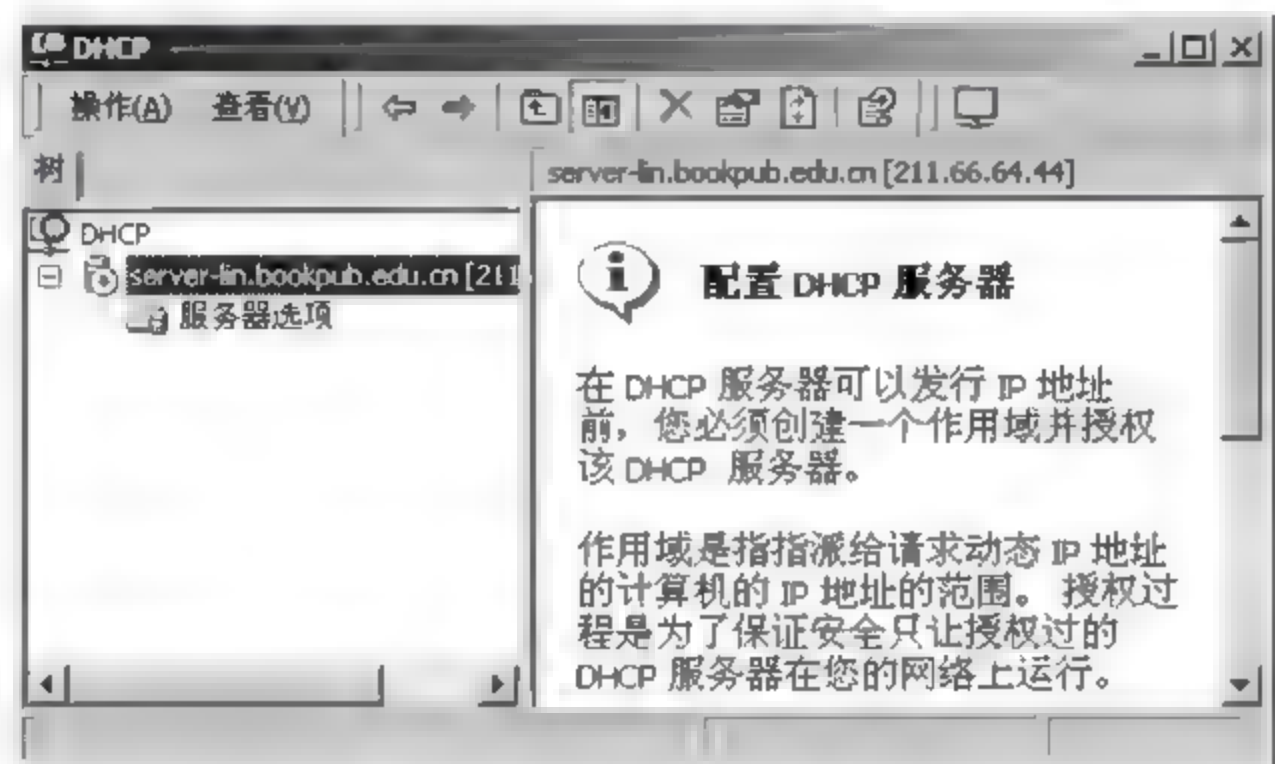 DHCP
操作(A) 查看(V)
树
server-lin.bookpub.edu.cn [211.66.64.44]
DHCP
server-lin.bookpub.edu.cn [211
服务器选项
配置 DHCP 服务器
在 DHCP 服务器可以发行 IP 地址
前，您必须创建一个作用域并授权
该 DHCP 服务器。
作用域是指指派给请求动态 IP 地址
的计算机的 IP 地址的范围。 授权过
程是为了保证安全只让授权过的
DHCP 服务器在您的网络上运行。